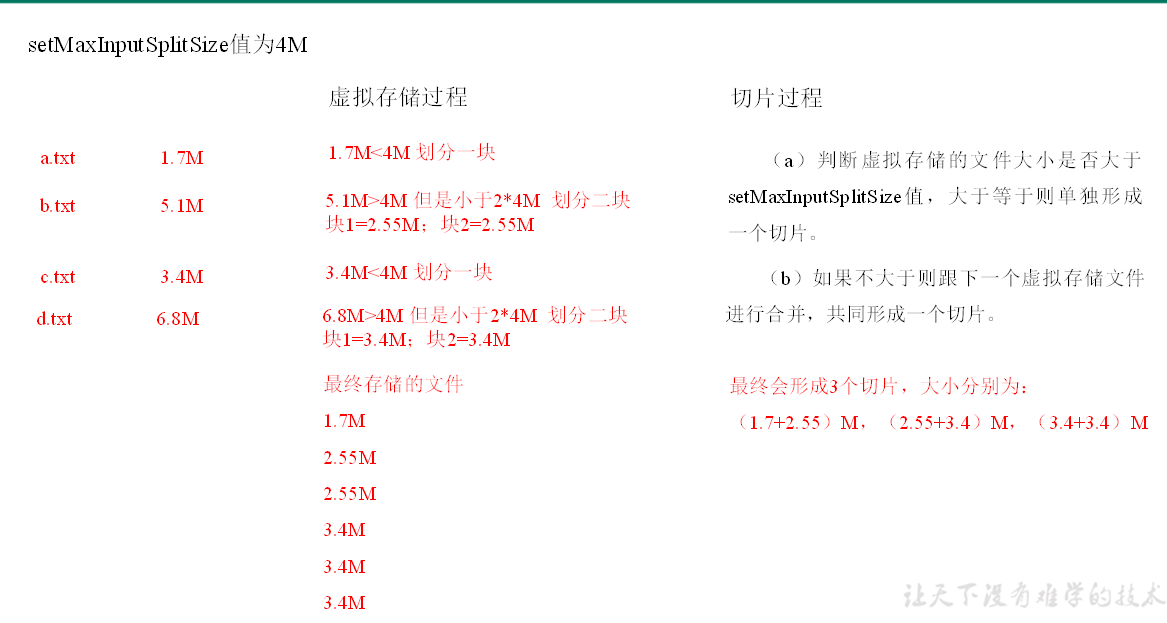 setMaxInputSplitSize值为4M
虚拟存储过程
切片过程
a.txt 1.7M 1.7M<4M 划分一块
b.txt 5.1M 5.1M>4M 但是小于2*4M 划分二块
块1=2.55M；块2=2.55M
c.txt 3.4M 3.4M<4M 划分一块
d.txt 6.8M 6.8M>4M 但是小于2*4M 划分二块
块1=3.4M；块2=3.4M
最终存储的文件
1.7M
2.55M
2.55M
3.4M
3.4M
3.4M
（a）判断虚拟存储的文件大小是否大于
setMaxInputSplitSize值，大于等于则单独形成
一个切片。
（b）如果不大于则跟下一个虚拟存储文件
进行合并，共同形成一个切片。
最终会形成3个切片，大小分别为：
（1.7+2.55）M，（2.55+3.4）M，（3.4+3.4）M
让天下没有难学的技术